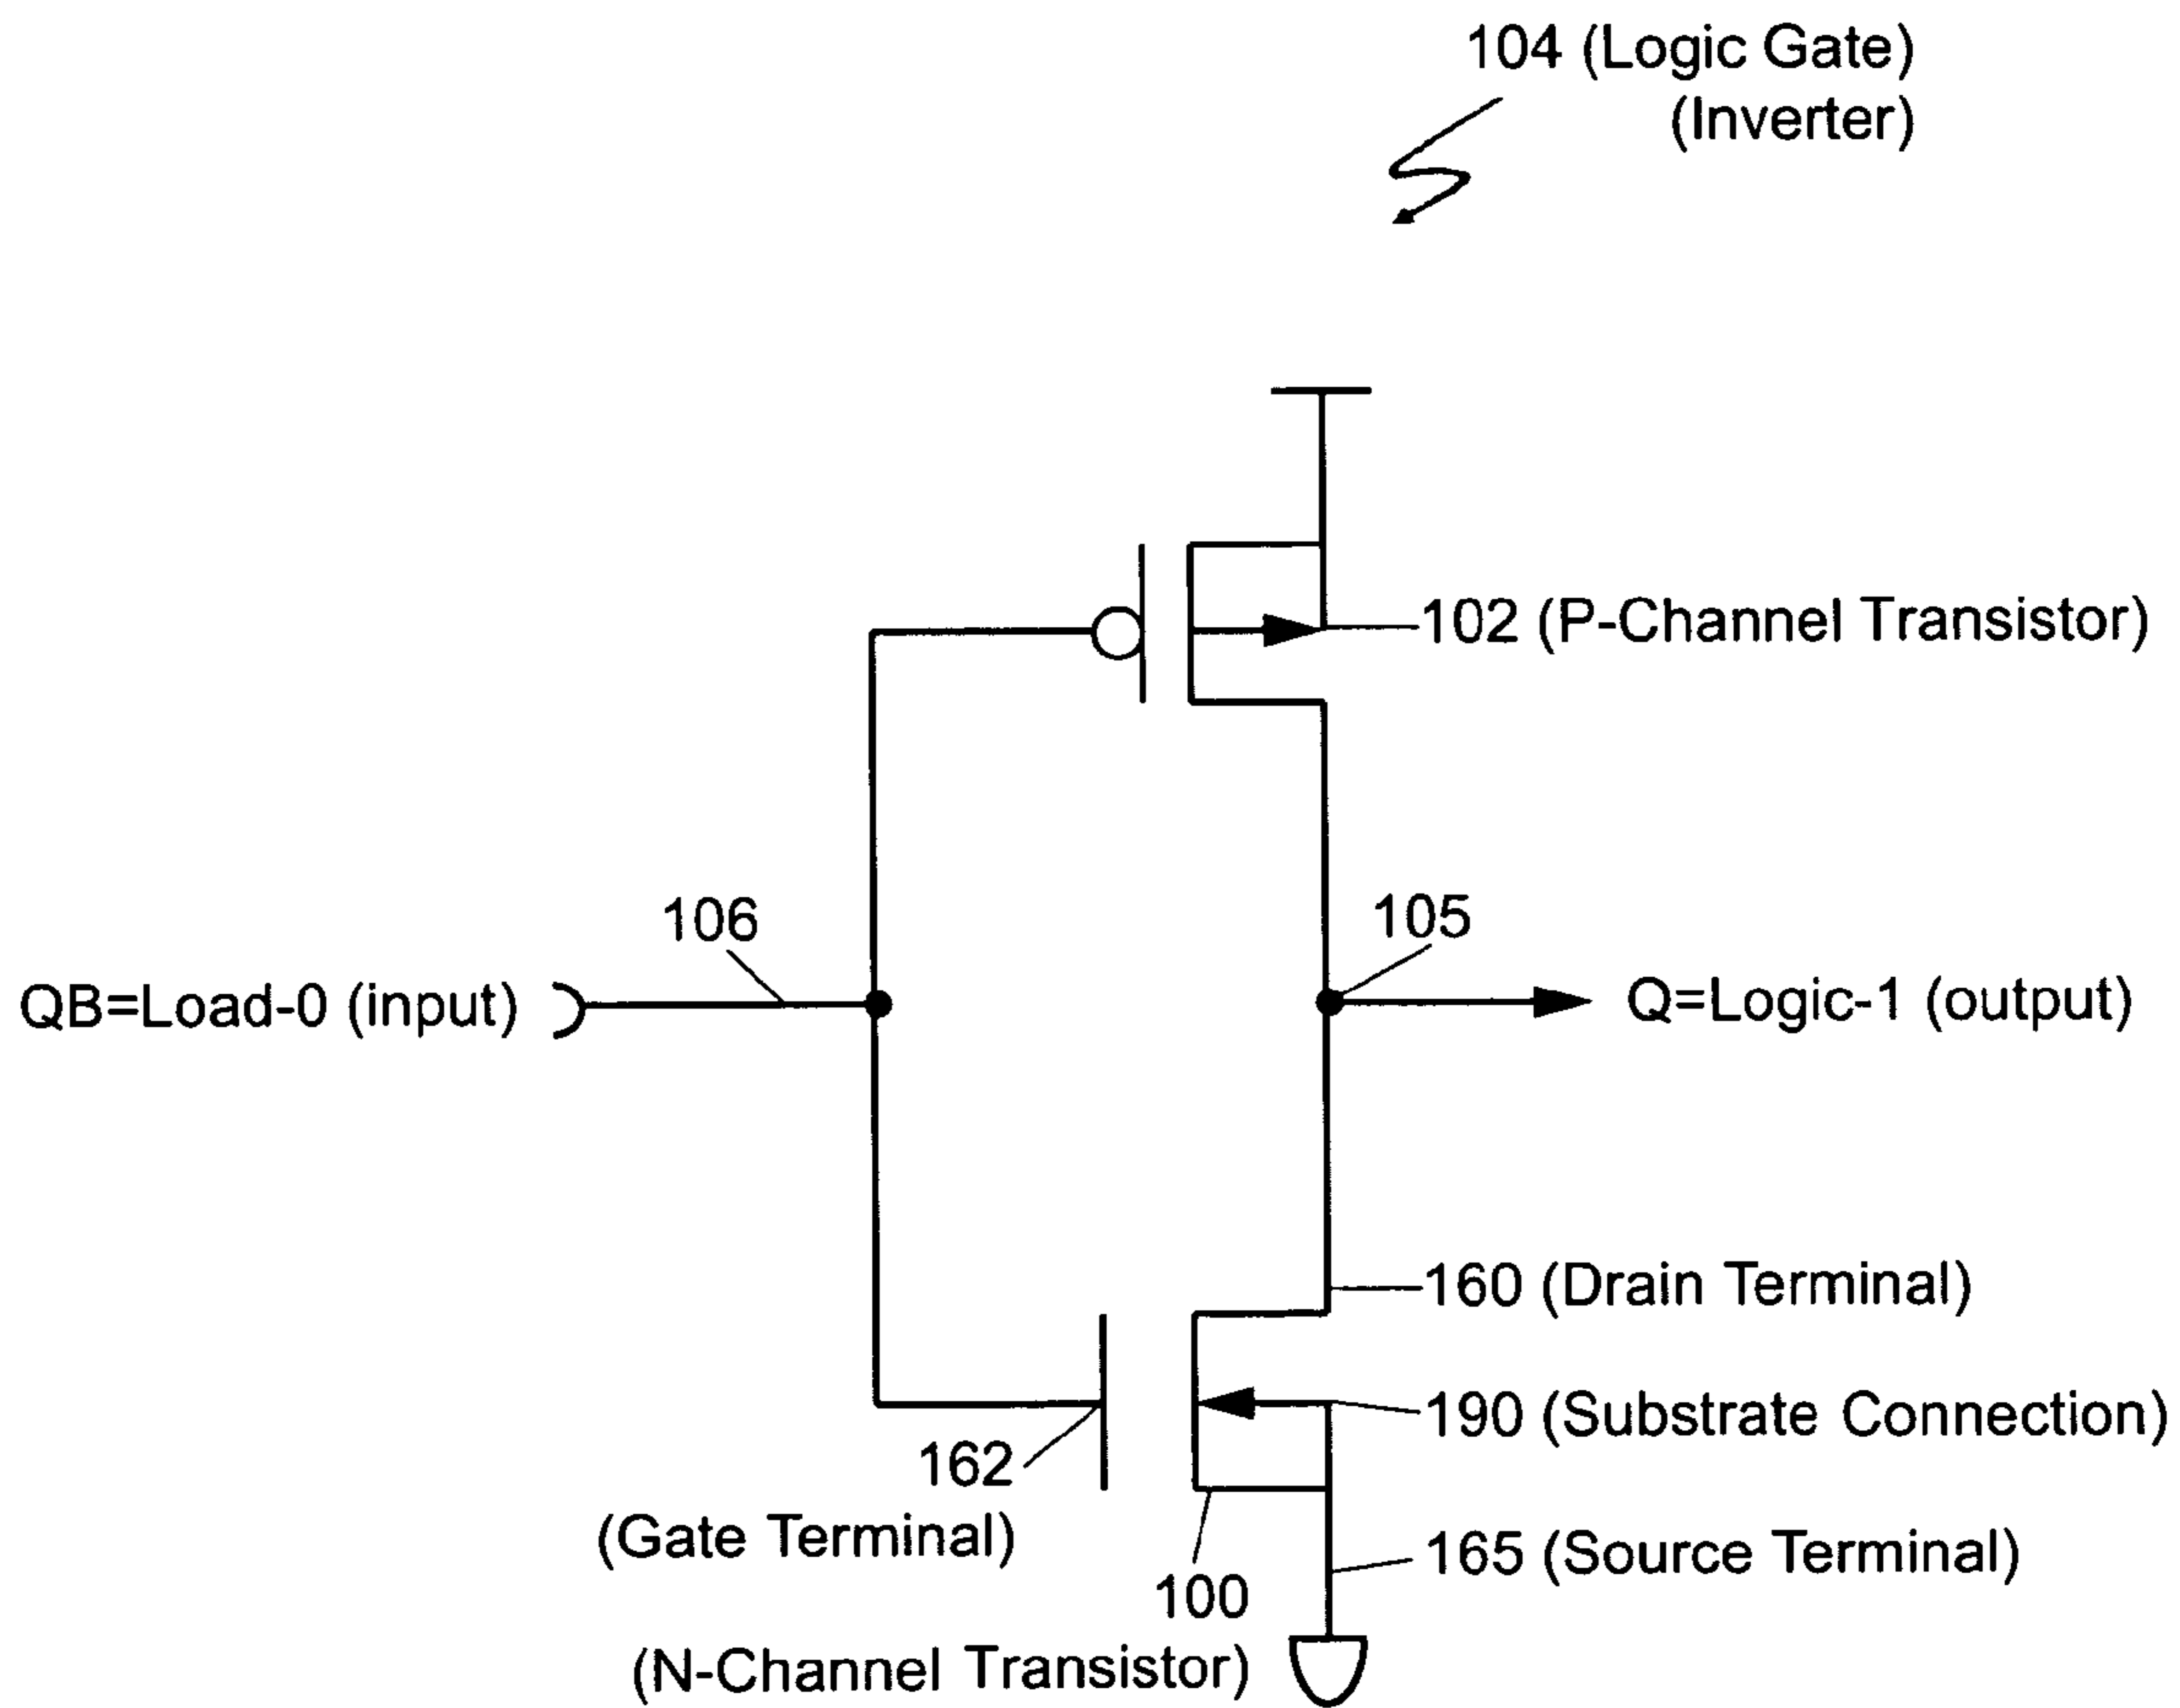 104 (Logic Gate)
(Inverter)
102 (P-Channel Transistor)
106
105
QB=Load-0 (input)
Q=Logic-1 (output)
160 (Drain Terminal)
190 (Substrate Connection)
162
(Gate Terminal)
165 (Source Terminal)
100
(N-Channel Transistor)